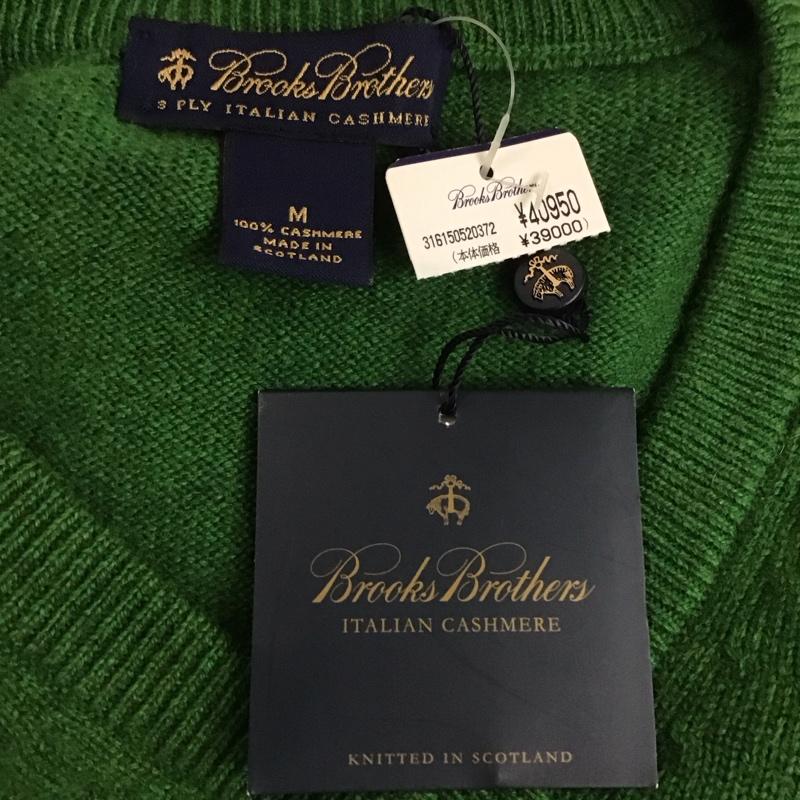 Brooks Brothers
3 PLY ITALIAN CASHMERE
M
100% CASHMERE
MADE IN
SCOTLAND
Brooks Brothers
¥40950
316150520372 ¥39000)
(本体価格
Brooks Brothers
ITALIAN CASHMERE
KNITTED IN SCOTLAND